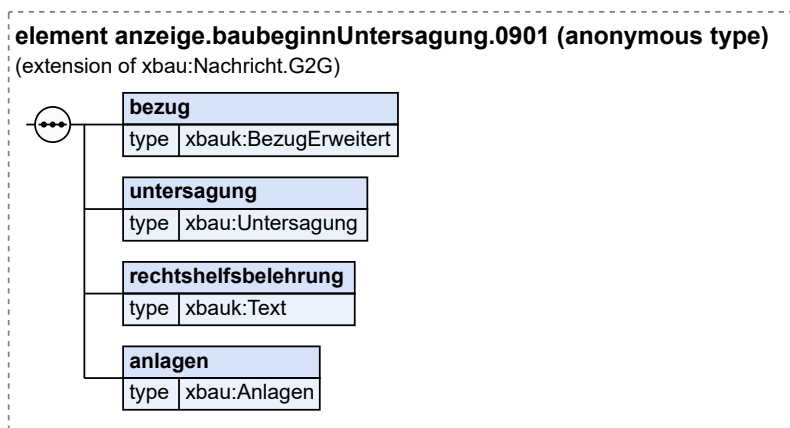 element anzeige.baubeginnUntersagung.0901 (anonymous type)
(extension of xbau:Nachricht.G2G)
bezug
type xbauk:BezugErweitert
untersagung
type xbau:Untersagung
rechtshelfsbelehrung
type xbauk:Text
anlagen
type xbau:Anlagen